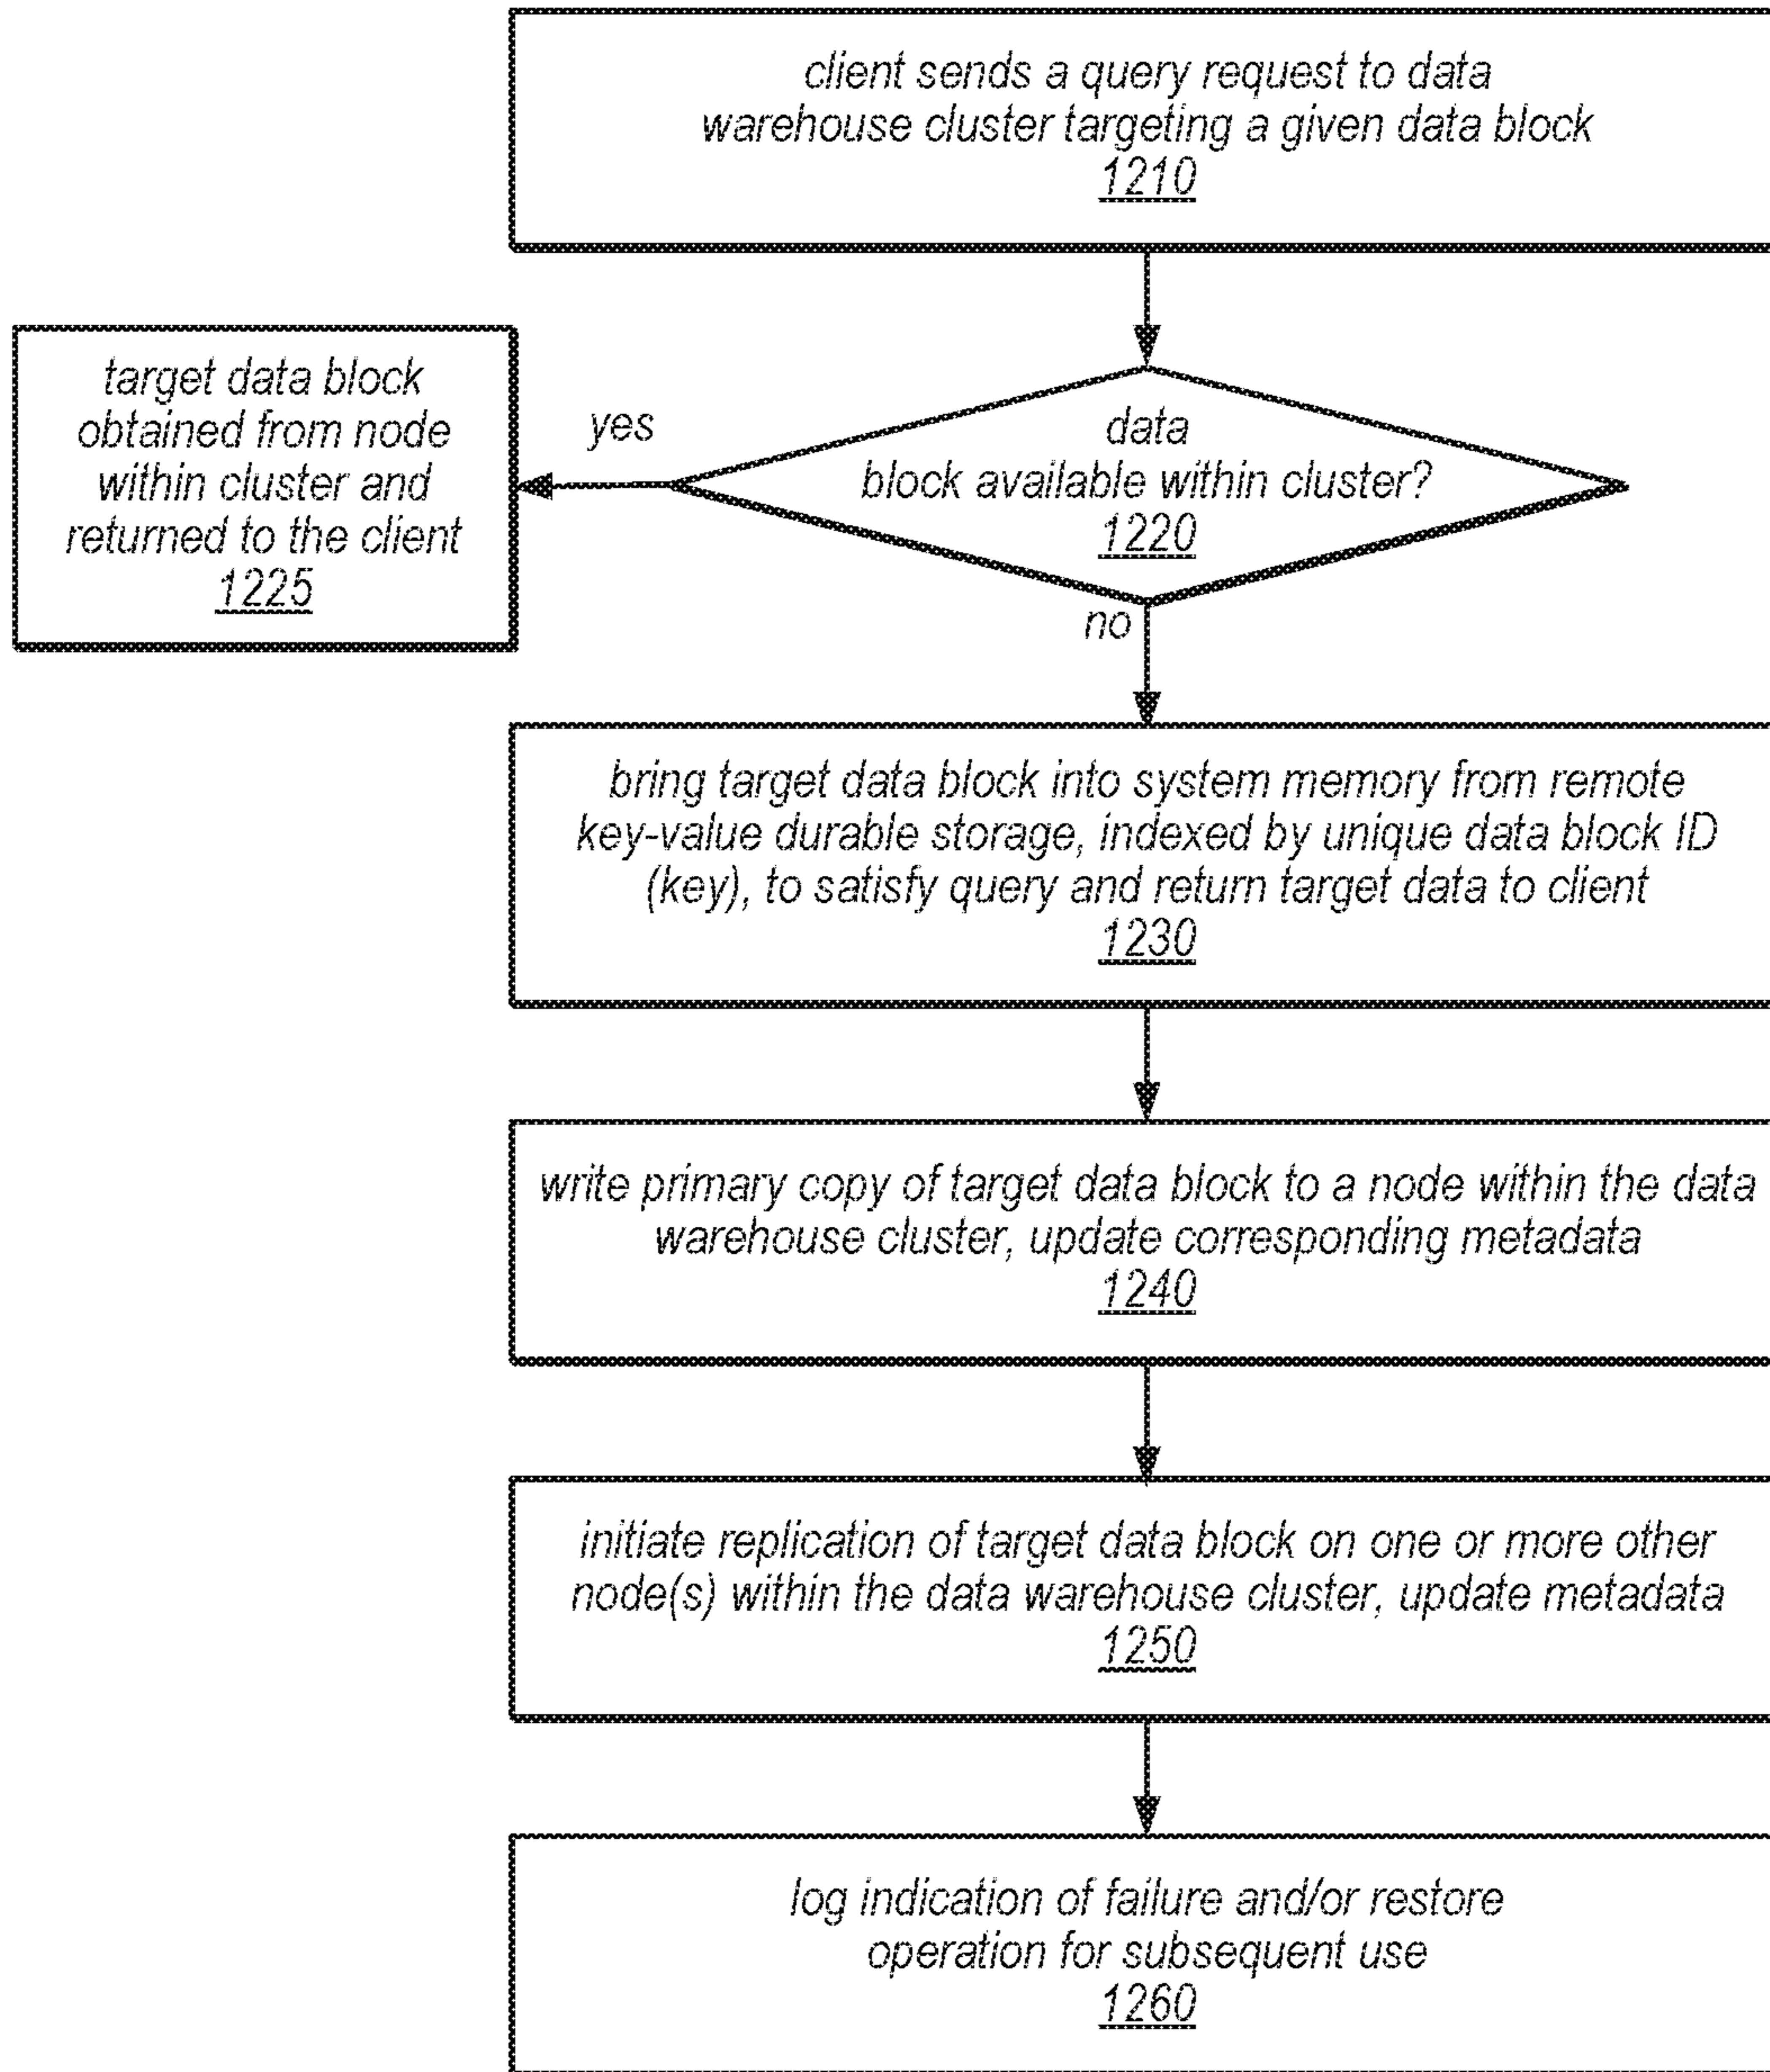 client sends a query request to data
warehouse cluster targeting a given data block
1210
target data block
obtained from node
within cluster and
returned to the client
1225
yes
data
block available within cluster?
1220
no
bring target data block into system memory from remote
key-value durable storage, indexed by unique data block ID
(key), to satisfy query and return target data to client
1230
write primary copy of target data block to a node within the data
warehouse cluster, update corresponding metadata
1240
initiate replication of target data block on one or more other
node(s) within the data warehouse cluster, update metadata
1250
log indication of failure and/or restore
operation for subsequent use
1260